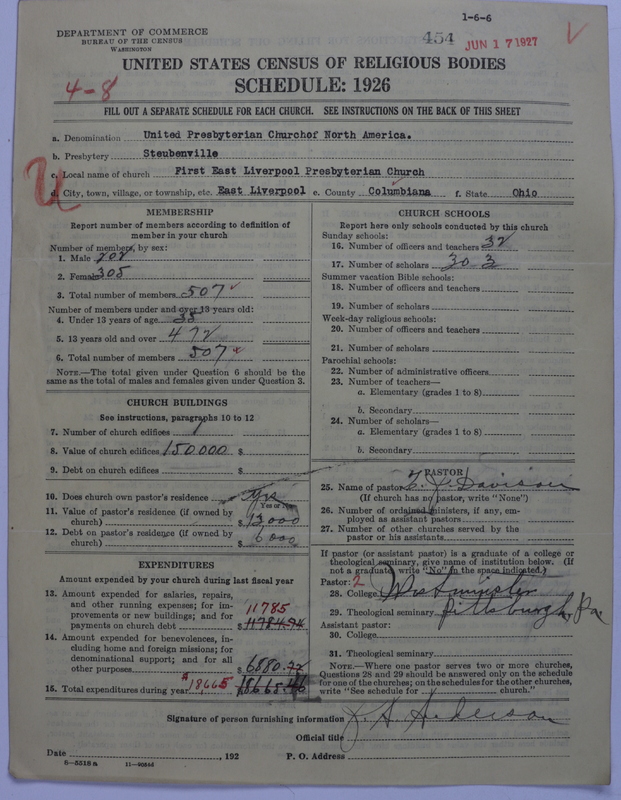 1-6-6
DEPARTMENT OF COMMERCE
BUREAU OF THE CENSUS
WASHINGTON
454
JUN 17 1927
UNITED STATES CENSUS OF RELIGIOUS BODIES
SCHEDULE: 1926
4-8
FILL OUT A SEPARATE SCHEDULE FOR EACH CHURCH. SEE INSTRUCTIONS ON THE BACK OF THIS SHEET
a. Denomination United Presbyterian Churchof North America.
b. Presbytery Steubenville
c. Local name of church First East Liverpool Presbyterian Church
d. City, town, village, or township, etc. East Liverpool e. County Columbiana f. State Ohio
MEMBERSHIP
Report number of members according to definition of
member in your church
Number of members, by sex:
1. Male 202
2. Female 305
3. Total number of members 507
Number of members under and over 13 years old:
4. Under 13 years of age 35
5. 13 years old and over 472
6. Total number of members 507
NOTE.—The total given under Question 6 should be
same as the total of males and females given under Question 3.
CHURCH BUILDINGS
See instructions, paragraphs 10 to 12
7. Number of church edifices 1
8. Value of church edifices 150000 $
9. Debt on church edifices $
10. Does church own pastor's residence yes
Yes or No
11. Value of pastor's residence (if owned by
church) $12000
12. Debt on pastor's residence (if owned by
church) $6000
EXPENDITURES
Amount expended by your church during last fiscal year
13. Amount expended for salaries, repairs,
and other running expenses; for im-
provements or new buildings; and for
payments on church debt $ 11785
11784.74
14. Amount expended for benevolences, in-
cluding home and foreign missions; for
denominational support; and for all
other purposes $6880.72
15. Total expenditures during year $18665 18665.46
CHURCH SCHOOLS
Report here only schools conducted by this church
Sunday schools:
16. Number of officers and teachers 32
17. Number of scholars 303
Summer vacation Bible schools:
18. Number of officers and teachers
19. Number of scholars
Week-day religious schools:
20. Number of officers and teachers
21. Number of scholars
Parochial schools:
22. Number of administrative officers
23. Number of teachers—
a. Elementary (grades 1 to 8)
b. Secondary
24. Number of scholars—
a. Elementary (grades 1 to 8)
b. Secondary
PASTOR
25. Name of pastor Davison
(If church has no pastor, write "None")
26. Number of ordained ministers, if any, em-
ployed as assistant pastors
27. Number of other churches served by the
pastor or his assistants
If pastor (or assistant pastor) is a graduate of a college or
theological seminary, give name of institution below. (If
not a graduate write "No" in the space indicated.)
Pastor: 2
28. College Westminster
29. Theological seminary Pittsburgh, Pa
Assistant pastor:
30. College
31. Theological seminary
NOTE.—Where one pastor serves two or more churches,
Questions 28 and 29 should be answered only on the schedule
for one of the churches; on the schedules for the other churches,
write "See schedule for church."
Signature of person furnishing information Anderson
Official title
Date , 192 P. O. Address
8-5518 a